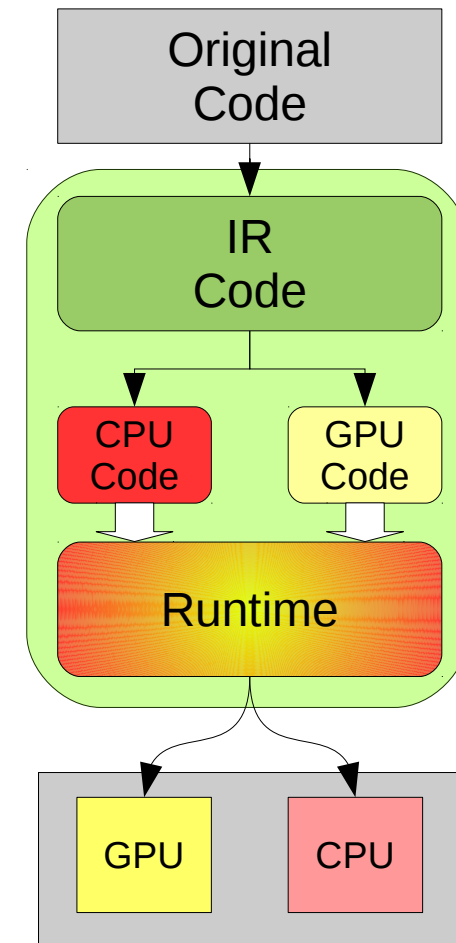 Original
Code
IR
Code
CPU
Code
GPU
Code
Runtime
GPU
CPU